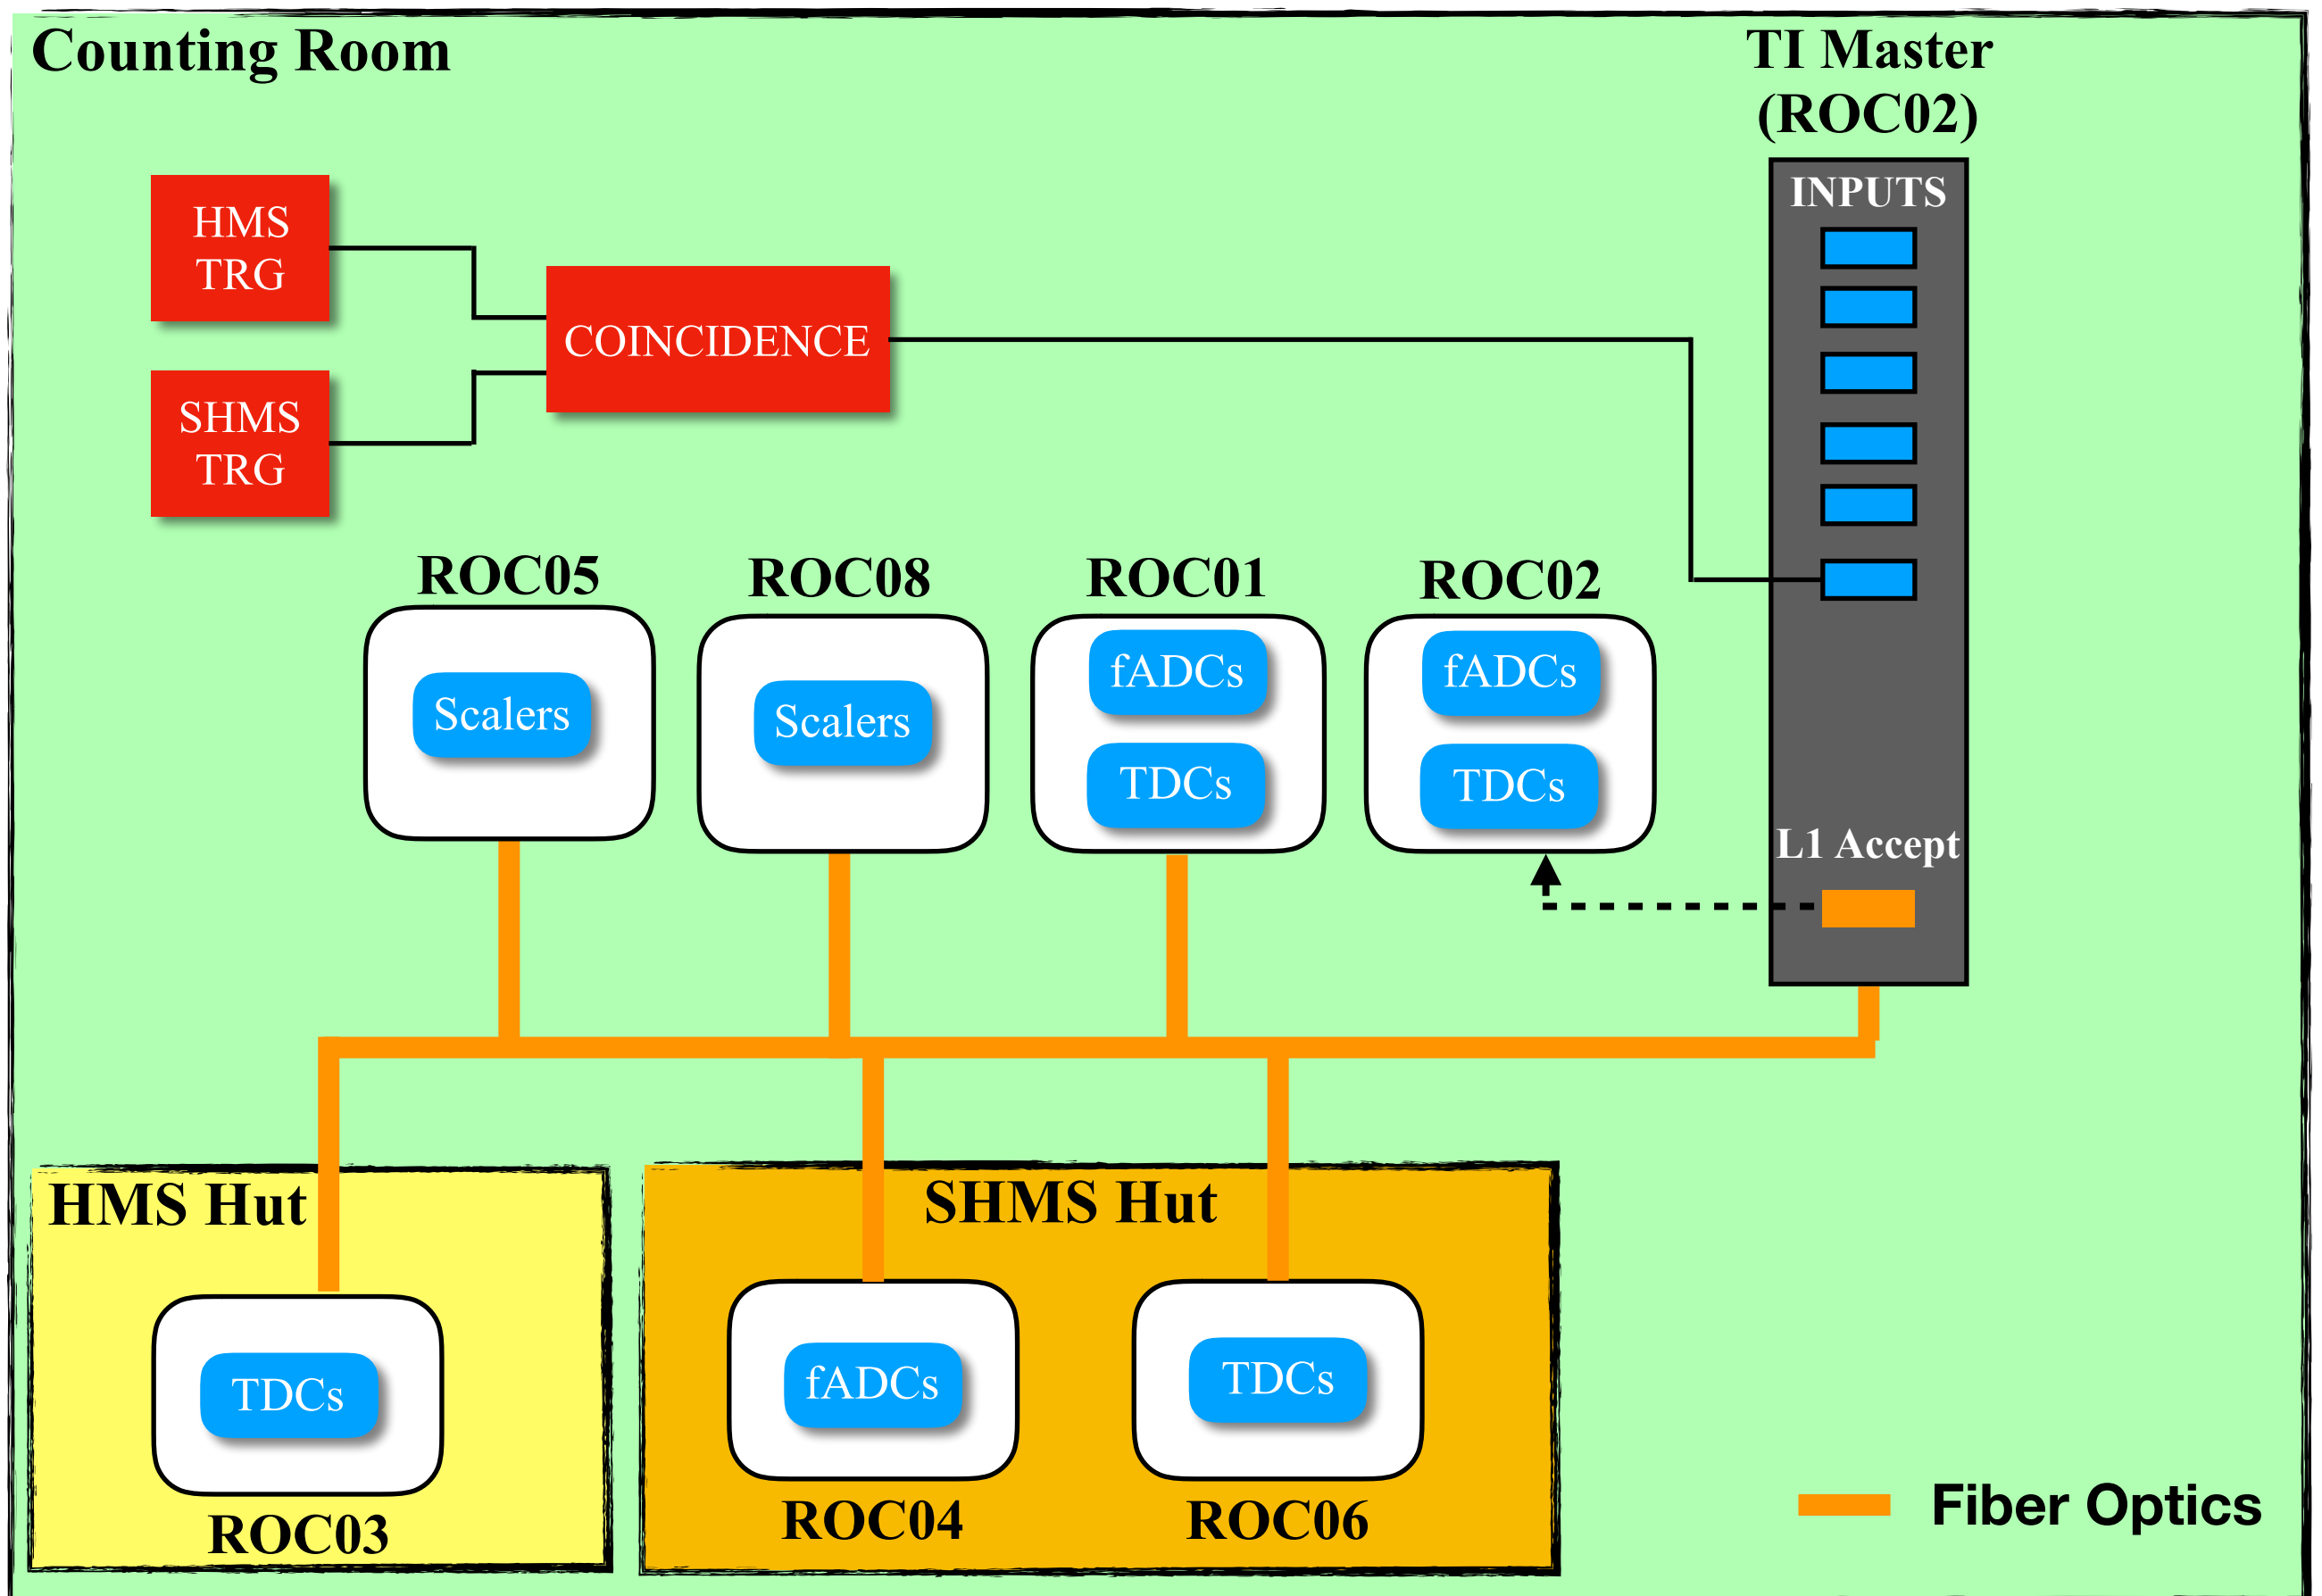 Counting Room
TI Master
(ROC02)
INPUTS
HMS
TRG
COINCIDENCE
SHMS
TRG
ROC05
ROC08
ROC01
ROC02
Scalers
Scalers
fADCs
TDCs
fADCs
TDCs
L1 Accept
HMS Hut
SHMS Hut
TDCs
fADCs
TDCs
ROC03
ROC04
ROC06
Fiber Optics